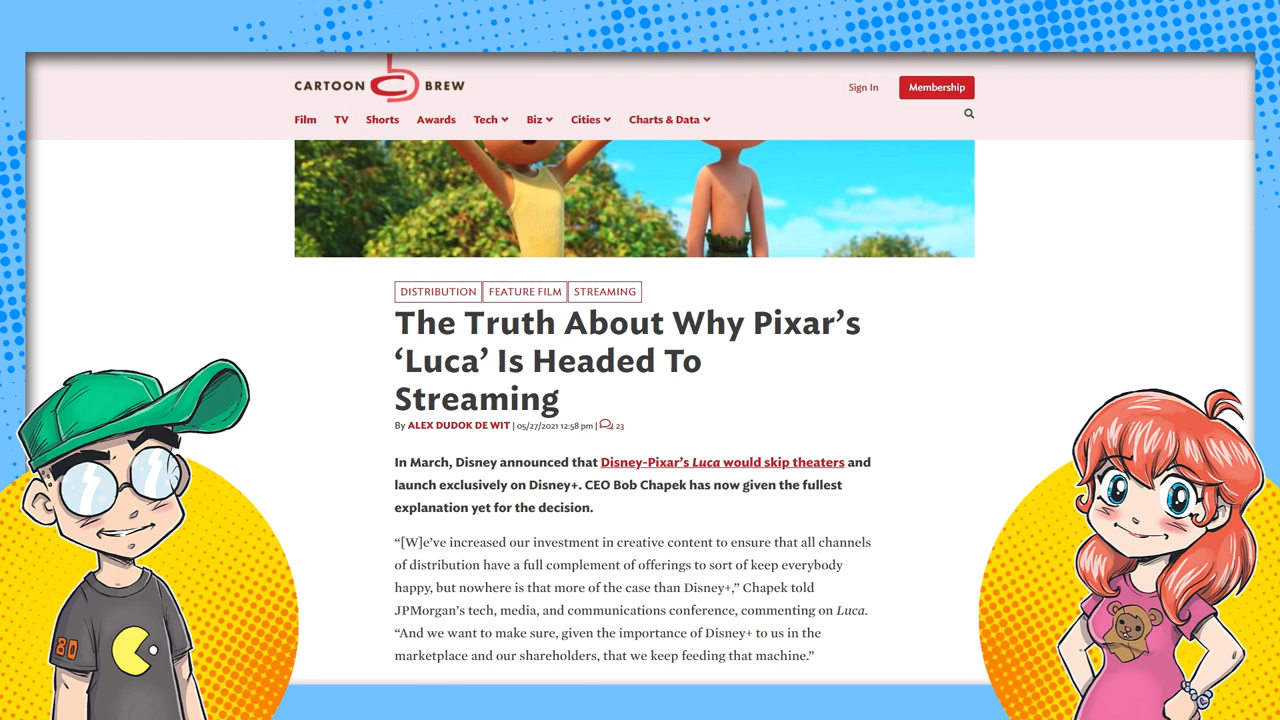 CARTOON BREW
Sign In
Membership
Film TV Shorts Awards Tech Biz Cities Charts & Data
DISTRIBUTION FEATURE FILM STREAMING
The Truth About Why Pixar’s
‘Luca’ Is Headed To
Streaming
By ALEX DUDOK DE WIT | 05/27/2021 12:58 pm | 23
In March, Disney announced that Disney-Pixar’s Luca would skip theaters and
launch exclusively on Disney+. CEO Bob Chapek has now given the fullest
explanation yet for the decision.
“[W]e’ve increased our investment in creative content to ensure that all channels
of distribution have a full complement of offerings to sort of keep everybody
happy, but nowhere is that more of the case than Disney+,” Chapek told
JPMorgan’s tech, media, and communications conference, commenting on Luca.
“And we want to make sure, given the importance of Disney+ to us in the
marketplace and our shareholders, that we keep feeding that machine.”
80